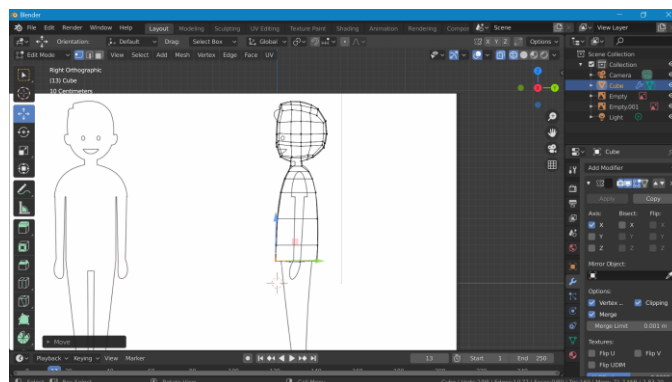 Blender
File Edit Render Window Help Layout Modeling Sculpting UV Editing Texture Paint Shading Animation Rendering Scene View Layer
Orientation: Default Drag: Select Box Global X Y Z Options
Edit Mode View Select Add Mesh Vertex Edge Face UV
Right Orthographic
(13) Cube
10 Centimeters
Move
Scene Collection
Collection
Camera
Cube
Empty
Empty.001
Light
Cube
Add Modifier
Apply Copy
Axis: Bisect: Flip:
X X X
Y Y Y
Z Z Z
Mirror Object:
Options:
Vertex .. Clipping
Merge
Merge Limit 0.001 m
Textures:
Flip U Flip V
Flip UDIM
Playback Keying View Marker 13 Start 1 End 250